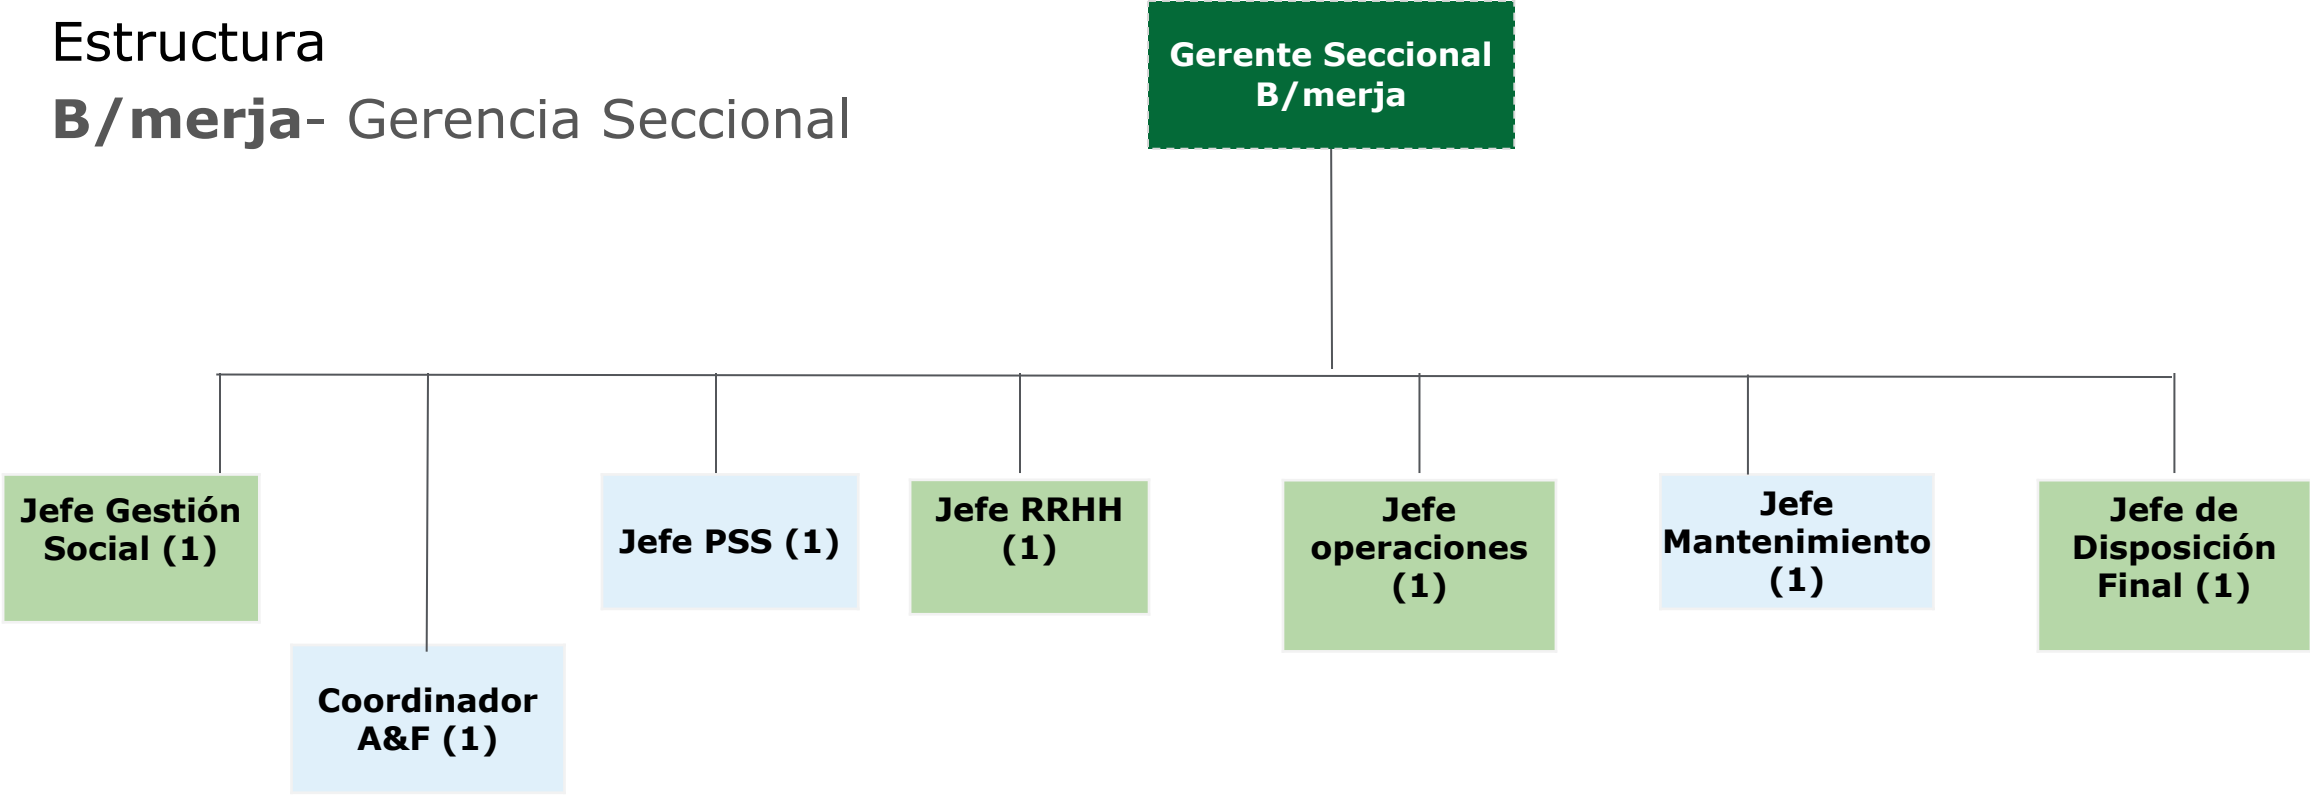 Estructura
B/merja- Gerencia Seccional
Gerente Seccional
B/merja
Jefe Gestión
Social (1)
Coordinador
A&F (1)
Jefe PSS (1)
Jefe RRHH
(1)
Jefe
operaciones
(1)
Jefe
Mantenimiento
(1)
Jefe de
Disposición
Final (1)